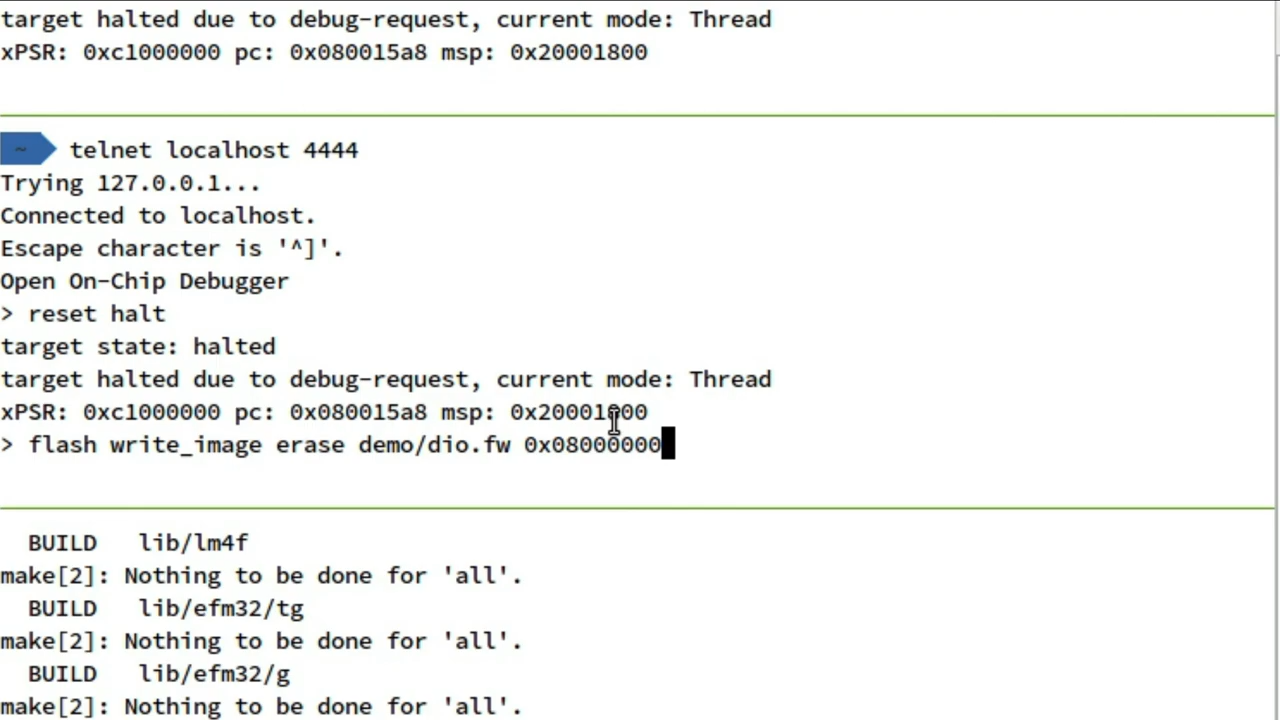 target halted due to debug-request, current mode: Thread
xPSR: 0xc1000000 pc: 0x080015a8 msp: 0x20001800
~ telnet localhost 4444
Trying 127.0.0.1...
Connected to localhost.
Escape character is '^]'.
Open On-Chip Debugger
> reset halt
target state: halted
target halted due to debug-request, current mode: Thread
xPSR: 0xc1000000 pc: 0x080015a8 msp: 0x20001800
> flash write_image erase demo/dio.fw 0x08000000
BUILD lib/lm4f
make[2]: Nothing to be done for 'all'.
BUILD lib/efm32/tg
make[2]: Nothing to be done for 'all'.
BUILD lib/efm32/g
make[2]: Nothing to be done for 'all'.